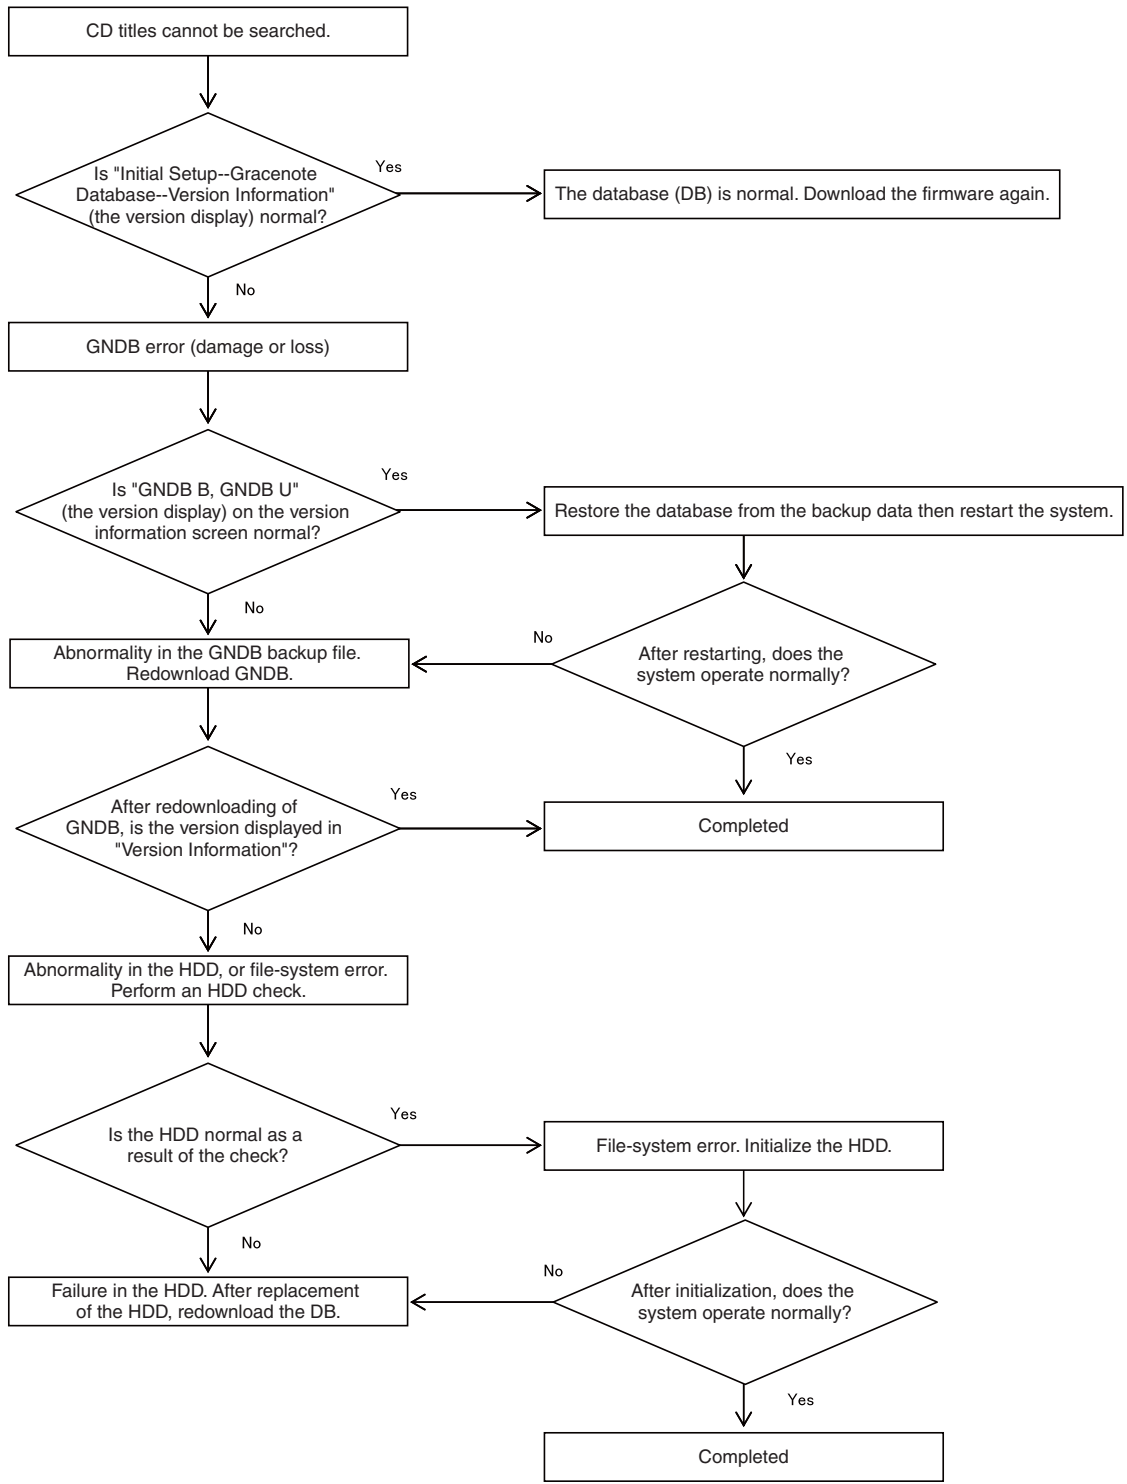 CD titles cannot be searched.
Is "Initial Setup--Gracenote
Database--Version Information"
(the version display) normal?
Yes
The database (DB) is normal. Download the firmware again.
No
GNDB error (damage or loss)
Is "GNDB B, GNDB U"
(the version display) on the version
information screen normal?
Yes
Restore the database from the backup data then restart the system.
No
Abnormality in the GNDB backup file.
Redownload GNDB.
No
After restarting, does the
system operate normally?
Yes
After redownloading of
GNDB, is the version displayed in
"Version Information"?
Yes
Completed
No
Abnormality in the HDD, or file-system error.
Perform an HDD check.
Is the HDD normal as a
result of the check?
Yes
File-system error. Initialize the HDD.
No
Failure in the HDD. After replacement
of the HDD, redownload the DB.
No
After initialization, does the
system operate normally?
Yes
Completed